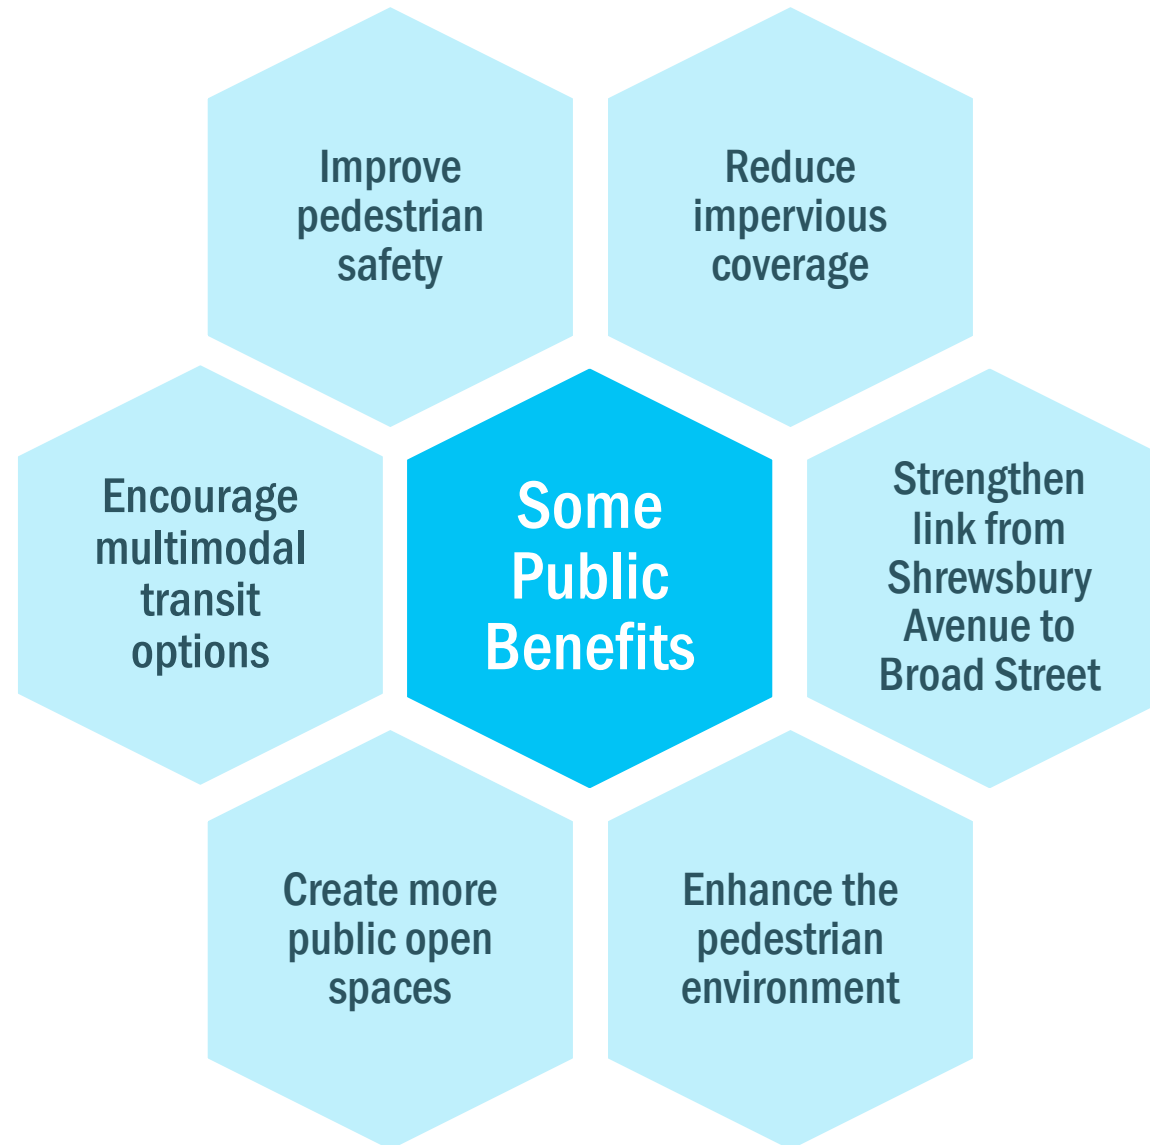 Improve
pedestrian
safety
Reduce
impervious
coverage
Encourage
multimodal
transit
options
Some
Public
Benefits
Strengthen
link from
Shrewsbury
Avenue to
Broad Street
Create more
public open
spaces
Enhance the
pedestrian
environment